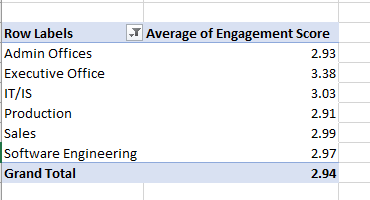 Row Labels Average of Engagement Score
Admin Offices 2.93
Executive Office 3.38
IT/IS 3.03
Production 2.91
Sales 2.99
Software Engineering 2.97
Grand Total 2.94